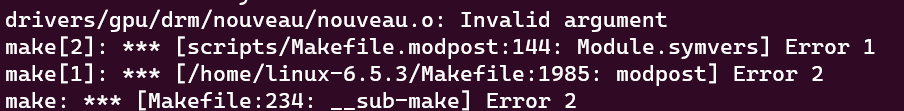 drivers/gpu/drm/nouveau/nouveau.o: Invalid argument
make[2]: *** [scripts/Makefile.modpost:144: Module.symvers] Error 1
make[1]: *** [/home/linux-6.5.3/Makefile:1985: modpost] Error 2
make: *** [Makefile:234: __sub-make] Error 2